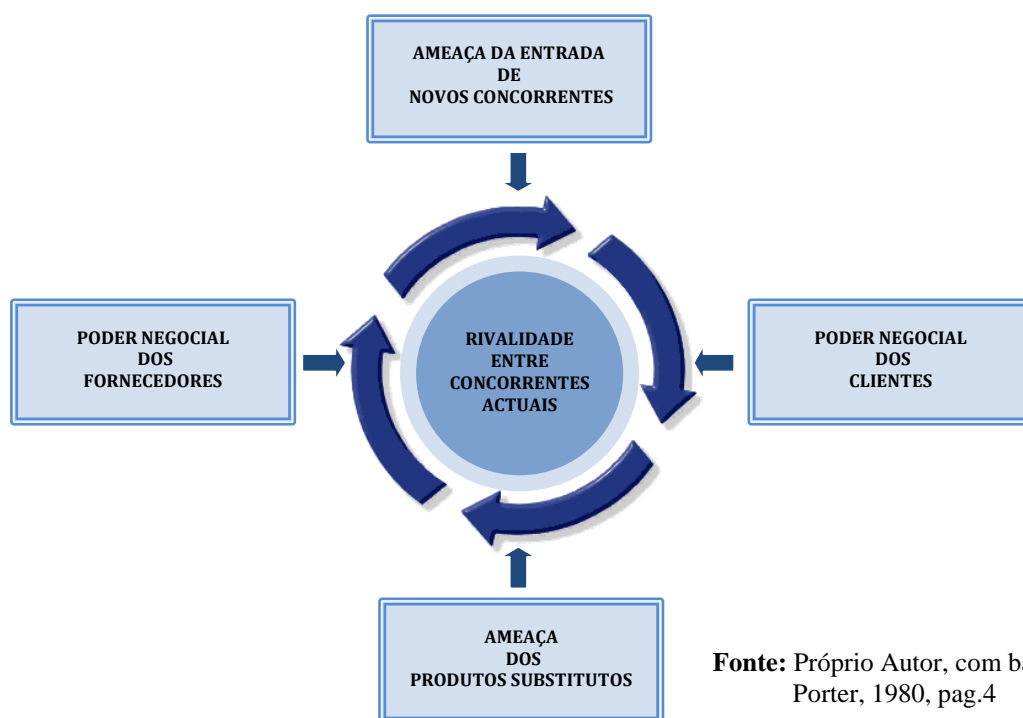 AMEAÇA DA ENTRADA
DE
NOVOS CONCORRENTES
PODER NEGOCIAL
DOS
FORNECEDORES
RIVALIDADE
ENTRE
CONCORRENTES
ACTUAIS
PODER NEGOCIAL
DOS
CLIENTES
AMEAÇA
DOS
PRODUTOS SUBSTITUTOS
Fonte: Próprio Autor, com
Porter, 1980, pag.4